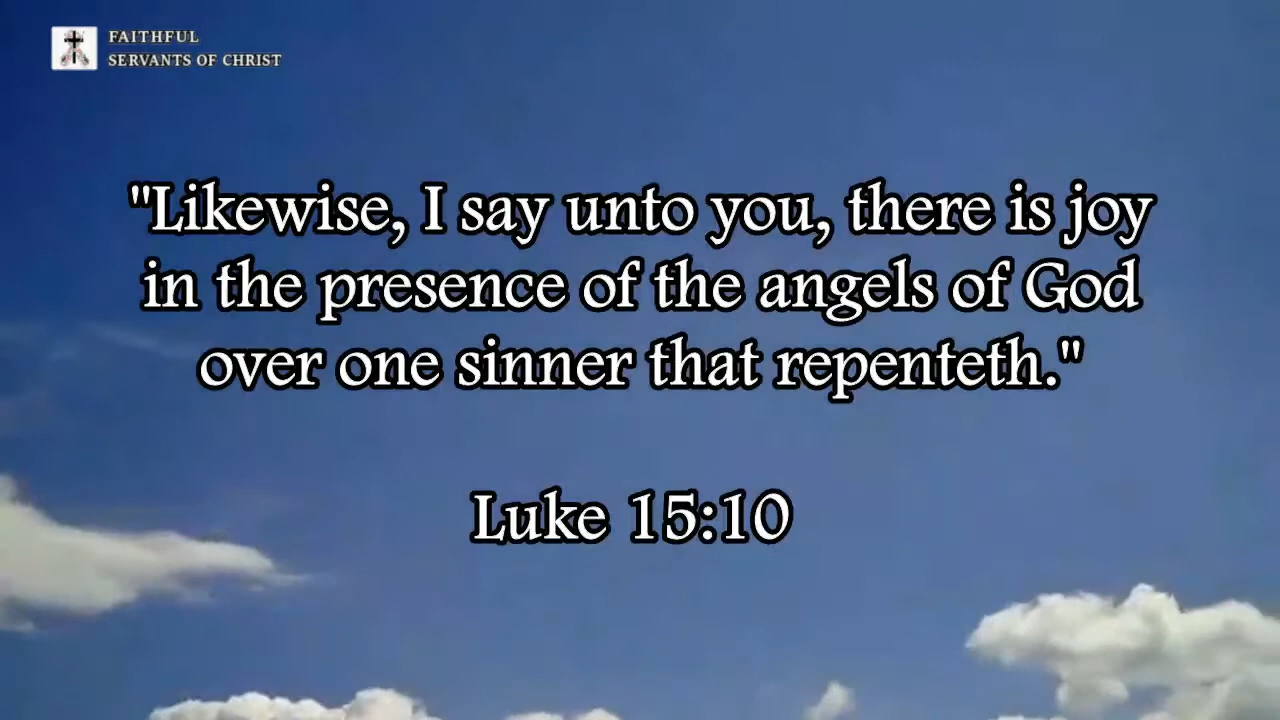 FAITHFUL
SERVANTS OF CHRIST
"Likewise, I say unto you, there is joy
in the presence of the angels of God
over one sinner that repenteth."
Luke 15:10